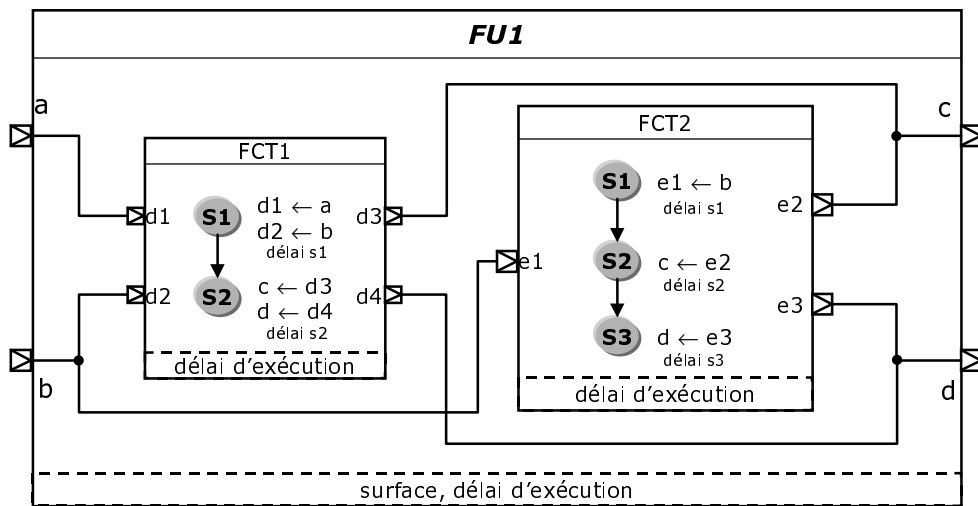 FU1
a
c
FCT1
d1
d2
S1
d1 ← a
d2 ← b
délai s1
S2
c ← d3
d ← d4
délai s2
d3
d4
délai d'exécution
FCT2
e1
S1
e1 ← b
délai s1
S2
c ← e2
délai s2
S3
d ← e3
délai s3
e2
e3
délai d'exécution
b
d
surface, délai d'exécution